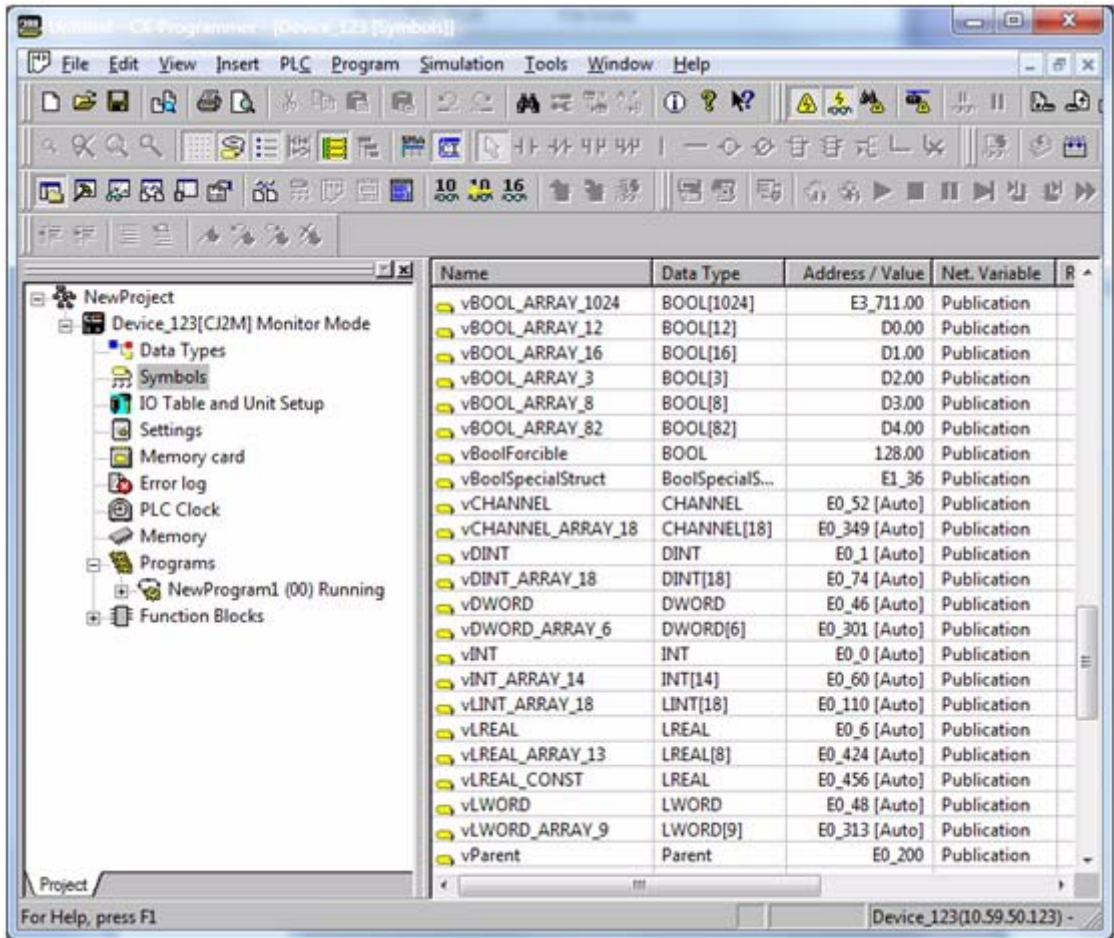 Untitled - CX-Programmer - [Device_123 [Symbols]]
File Edit View Insert PLC Program Simulation Tools Window Help
10 10 16
Name Data Type Address / Value Net. Variable R
NewProject
Device_123[CJ2M] Monitor Mode
Data Types
Symbols
IO Table and Unit Setup
Settings
Memory card
Error log
PLC Clock
Memory
Programs
NewProgram1 (00) Running
Function Blocks
vBOOL_ARRAY_1024 BOOL[1024] E3_711.00 Publication
vBOOL_ARRAY_12 BOOL[12] D0.00 Publication
vBOOL_ARRAY_16 BOOL[16] D1.00 Publication
vBOOL_ARRAY_3 BOOL[3] D2.00 Publication
vBOOL_ARRAY_8 BOOL[8] D3.00 Publication
vBOOL_ARRAY_82 BOOL[82] D4.00 Publication
vBoolForcible BOOL 128.00 Publication
vBoolSpecialStruct BoolSpecialS... E1_36 Publication
vCHANNEL CHANNEL E0_52 [Auto] Publication
vCHANNEL_ARRAY_18 CHANNEL[18] E0_349 [Auto] Publication
vDINT DINT E0_1 [Auto] Publication
vDINT_ARRAY_18 DINT[18] E0_74 [Auto] Publication
vDWORD DWORD E0_46 [Auto] Publication
vDWORD_ARRAY_6 DWORD[6] E0_301 [Auto] Publication
vINT INT E0_0 [Auto] Publication
vINT_ARRAY_14 INT[14] E0_60 [Auto] Publication
vLINT_ARRAY_18 LINT[18] E0_110 [Auto] Publication
vLREAL LREAL E0_6 [Auto] Publication
vLREAL_ARRAY_13 LREAL[8] E0_424 [Auto] Publication
vLREAL_CONST LREAL E0_456 [Auto] Publication
vLWORD LWORD E0_48 [Auto] Publication
vLWORD_ARRAY_9 LWORD[9] E0_313 [Auto] Publication
vParent Parent E0_200 Publication
Project
For Help, press F1
Device_123(10.59.50.123) -